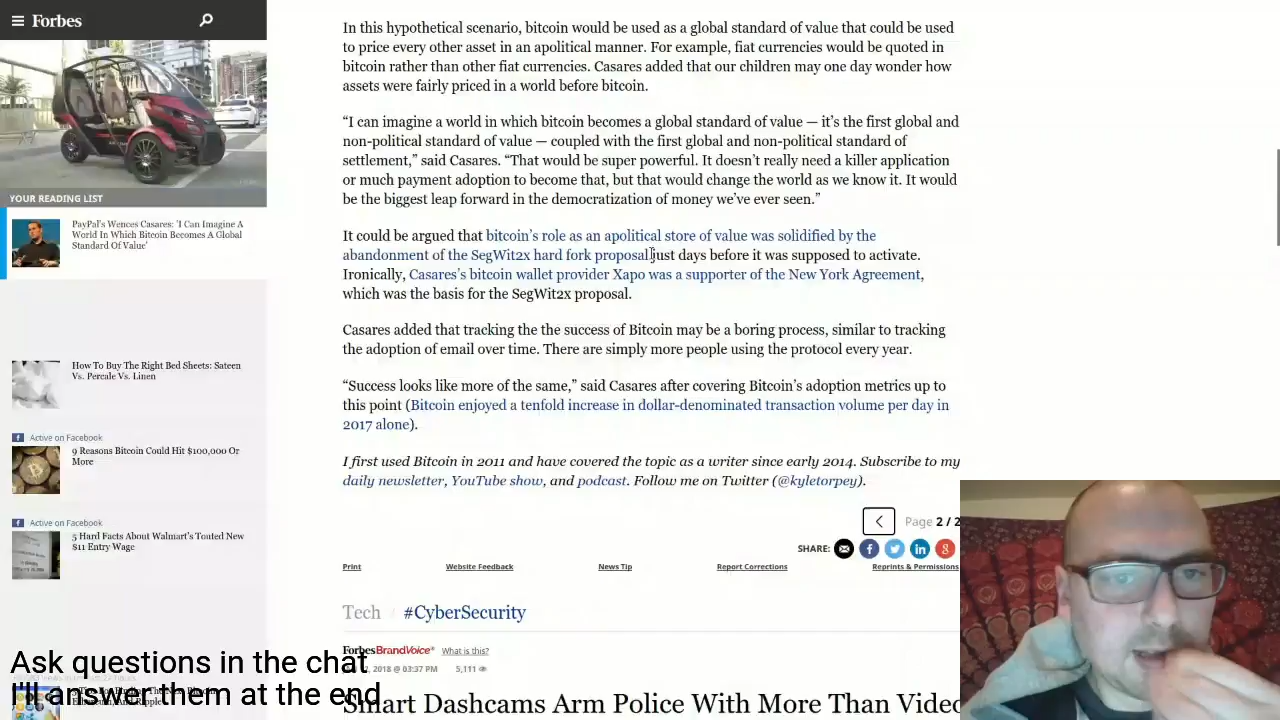 Forbes
In this hypothetical scenario, bitcoin would be used as a global standard of value that could be used
to price every other asset in an apolitical manner. For example, fiat currencies would be quoted in
bitcoin rather than other fiat currencies. Casares added that our children may one day wonder how
assets were fairly priced in a world before bitcoin.
“I can imagine a world in which bitcoin becomes a global standard of value — it’s the first global and
non-political standard of value — coupled with the first global and non-political standard of
settlement,” said Casares. “That would be super powerful. It doesn’t really need a killer application
or much payment adoption to become that, but that would change the world as we know it. It would
be the biggest leap forward in the democratization of money we’ve ever seen.”
It could be argued that bitcoin’s role as an apolitical store of value was solidified by the
abandonment of the SegWit2x hard fork proposal just days before it was supposed to activate.
Ironically, Casares’s bitcoin wallet provider Xapo was a supporter of the New York Agreement,
which was the basis for the SegWit2x proposal.
Casares added that tracking the the success of Bitcoin may be a boring process, similar to tracking
the adoption of email over time. There are simply more people using the protocol every year.
“Success looks like more of the same,” said Casares after covering Bitcoin’s adoption metrics up to
this point (Bitcoin enjoyed a tenfold increase in dollar-denominated transaction volume per day in
2017 alone).
I first used Bitcoin in 2011 and have covered the topic as a writer since early 2014. Subscribe to my
daily newsletter, YouTube show, and podcast. Follow me on Twitter (@kyletorpey).
Page 2 / 2
SHARE:
Print Website Feedback News Tip Report Corrections Reprints & Permissions
Tech / #CyberSecurity
ForbesBrandVoice® What is this?
2018 @ 03:37 PM 5,111
Smart Dashcams Arm Police With More Than Video
YOUR READING LIST
PayPal's Wences Casares: 'I Can Imagine A
World In Which Bitcoin Becomes A Global
Standard Of Value'
How To Buy The Right Bed Sheets: Sateen
Vs. Percale Vs. Linen
Active on Facebook
9 Reasons Bitcoin Could Hit $100,000 Or
More
Active on Facebook
5 Hard Facts About Walmart's Touted New
$11 Entry Wage
Ask questions in the chat
I'll answer them at the end